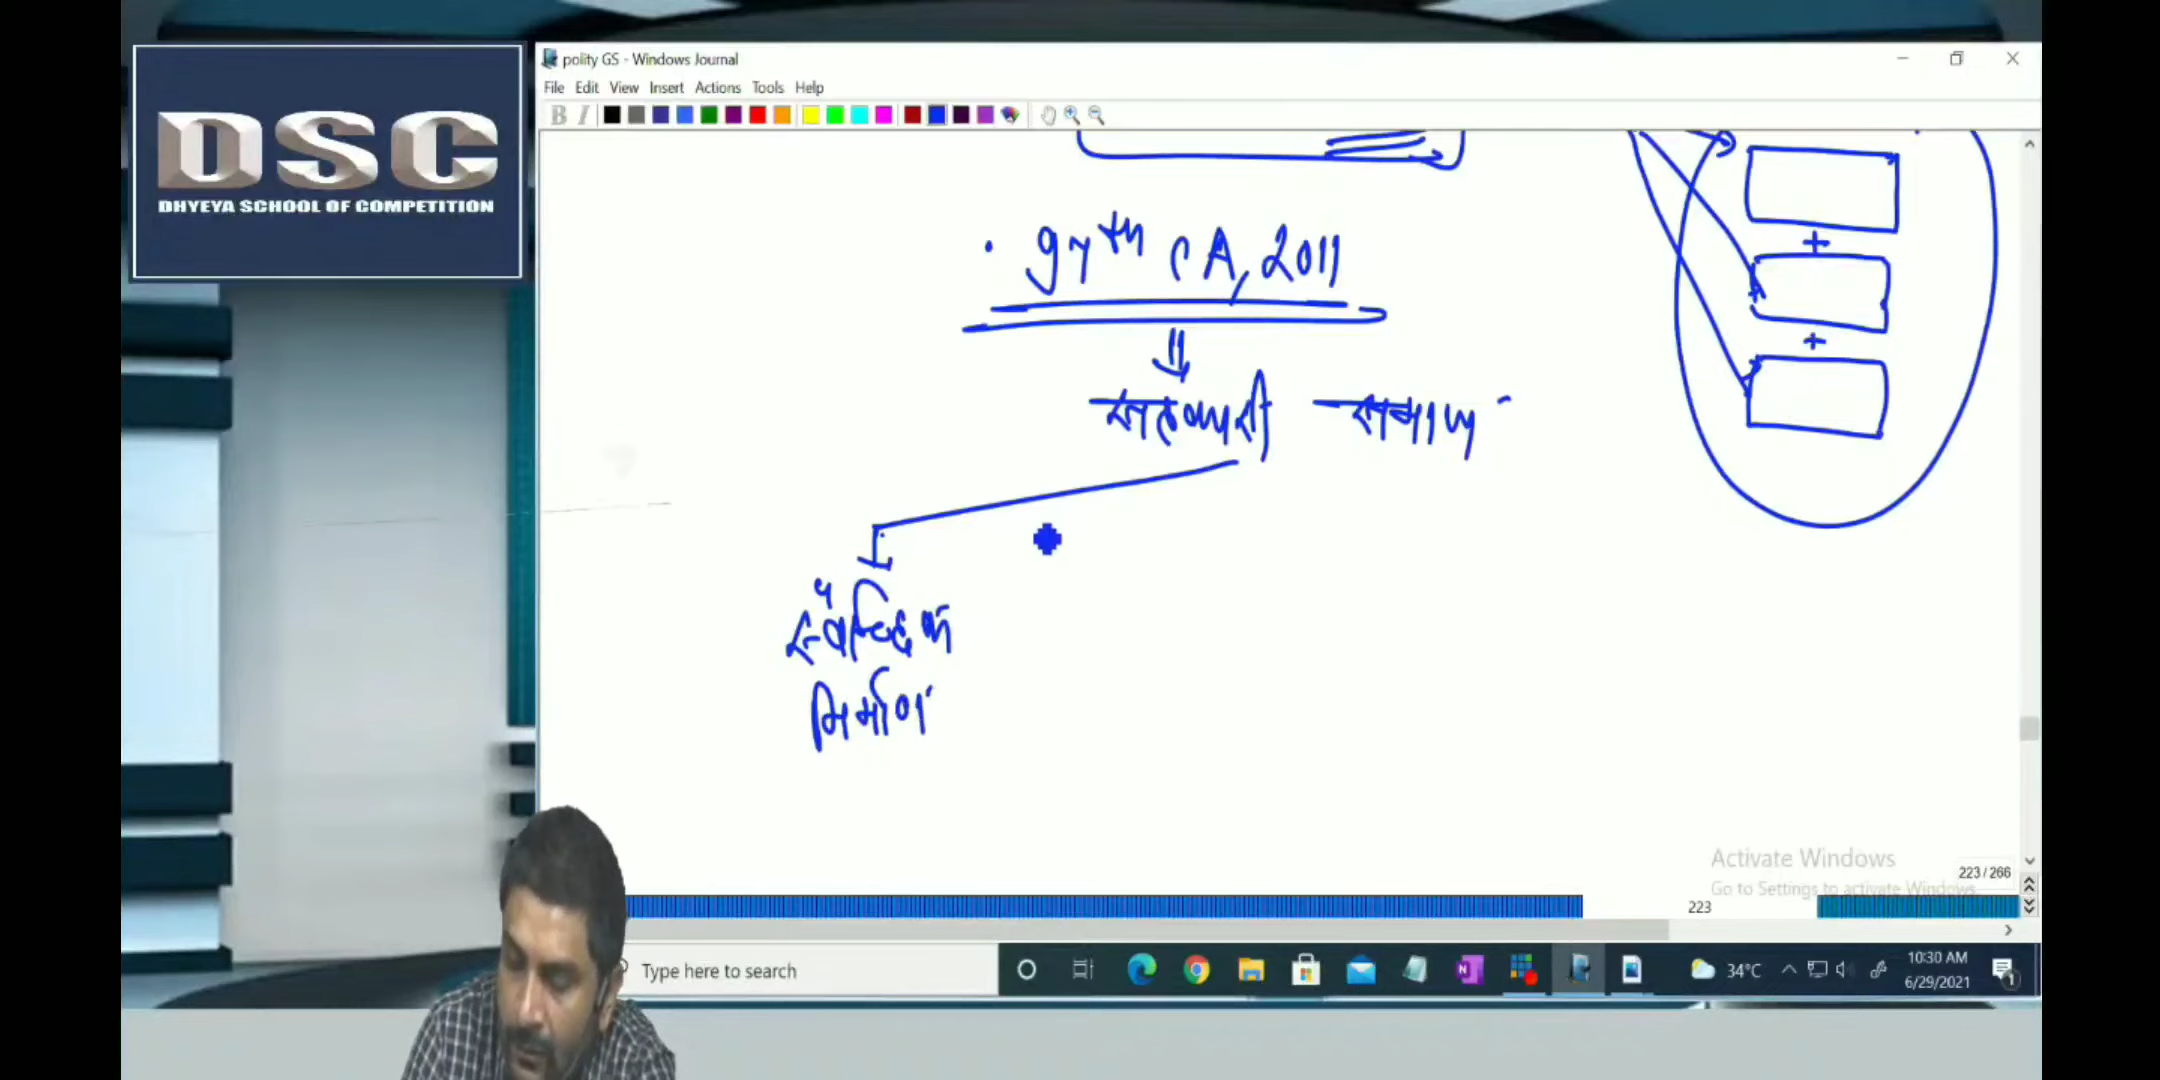 DSC
DHYEYA SCHOOL OF COMPETITION
polity GS - Windows Journal
File Edit View Insert Actions Tools Help
B I
. 97th CA, 2011
सहकारी समाज
+
+
स्वैच्छिक
निर्माण
Activate Windows
Go to Settings to activate Windows.
223 / 266
223
Type here to search
34°C
10:30 AM
6/29/2021
1